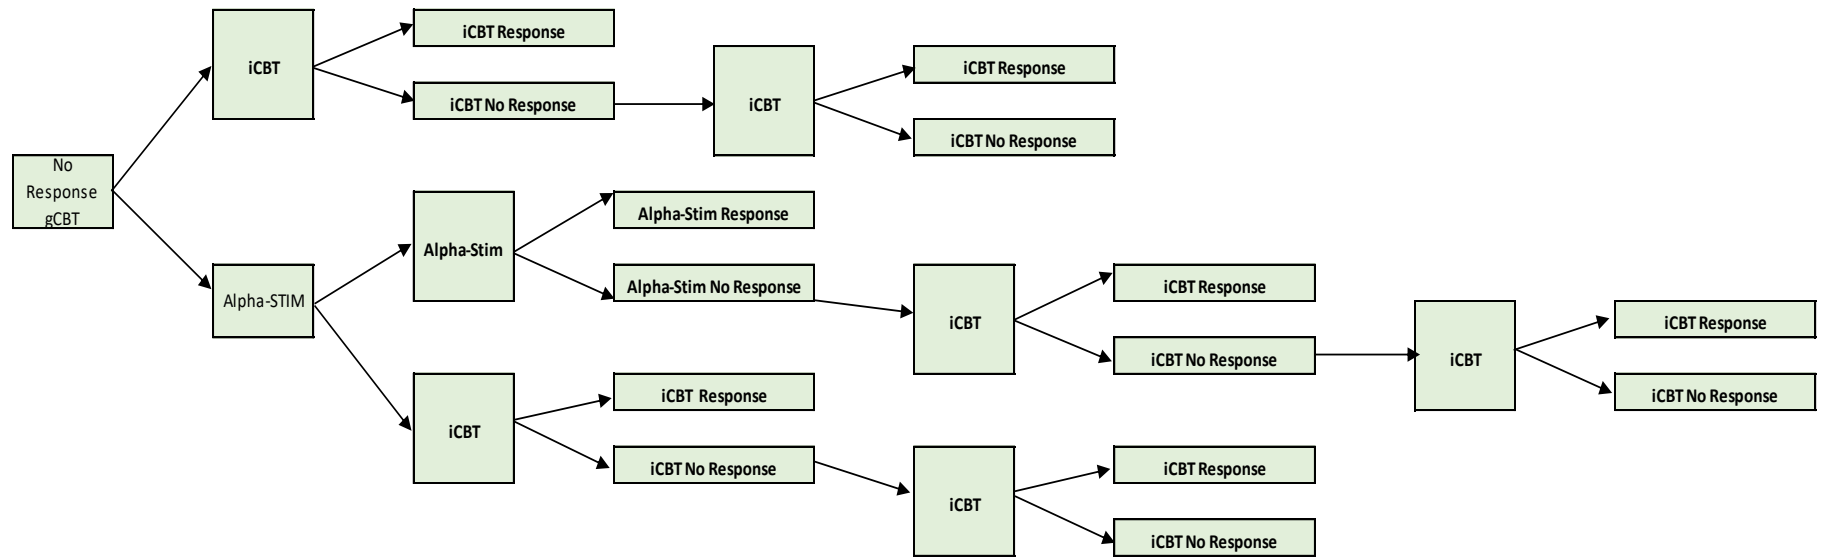 iCBT
iCBT Response
iCBT No Response
iCBT
iCBT Response
iCBT No Response
No
Response
gCBT
Alpha-STIM
Alpha-Stim
Alpha-Stim Response
Alpha-Stim No Response
iCBT
iCBT Response
iCBT No Response
iCBT
iCBT Response
iCBT No Response
iCBT
iCBT Response
iCBT No Response
iCBT
iCBT Response
iCBT No Response